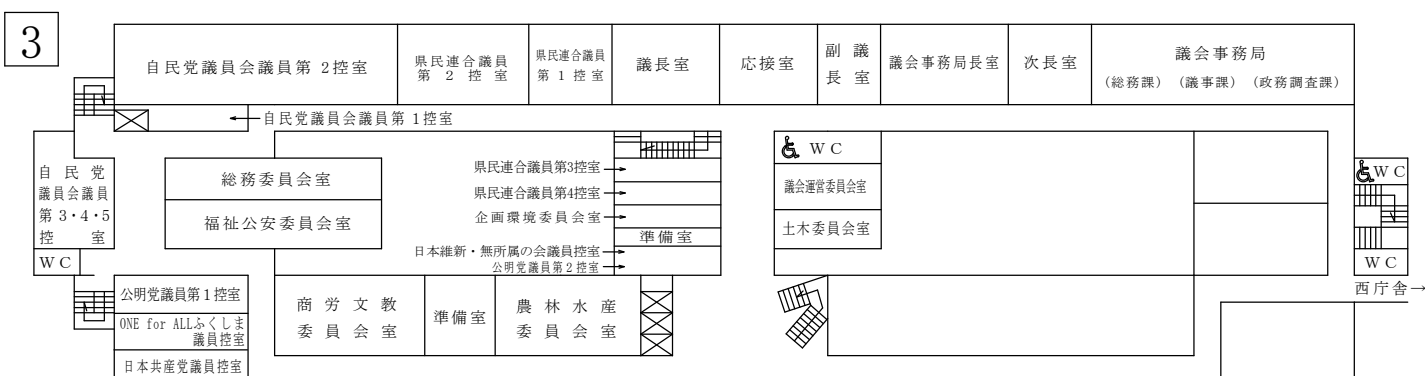 3
自民党議員会議員第 2控室
県民連合議員
第 2 控 室
県民連合議員
第 1 控 室
議長室
応接室
副 議
長 室
議会事務局長室
次長室
議会事務局
(総務課) (議事課) (政務調査課)
自民党議員会議員第 1控室
自 民 党
議員会議員
第 3・4・5
控 室
WC
総務委員会室
福祉公安委員会室
県民連合議員第3控室
県民連合議員第4控室
企画環境委員会室
準備室
日本維新・無所属の会議員控室
公明党議員第2控室
WC
議会運営委員会室
土木委員会室
WC
WC
西庁舎→
公明党議員第1控室
ONE for ALLふくしま
議員控室
日本共産党議員控室
商 労 文 教
委 員 会 室
準備室
農 林 水 産
委 員 会 室